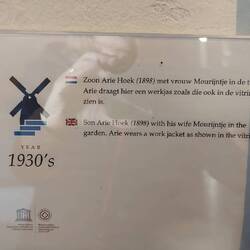 Zoon Arie Hoek (1898) met vrouw Mourijntje in de t
Arie draagt hier een werkjas zoals die ook in de vitri
zien is.
Son Arie Hoek (1898) with his wife Mourijntje in the
garden. Arie wears a work jacket as shown in the vitri
YEAR
1930's